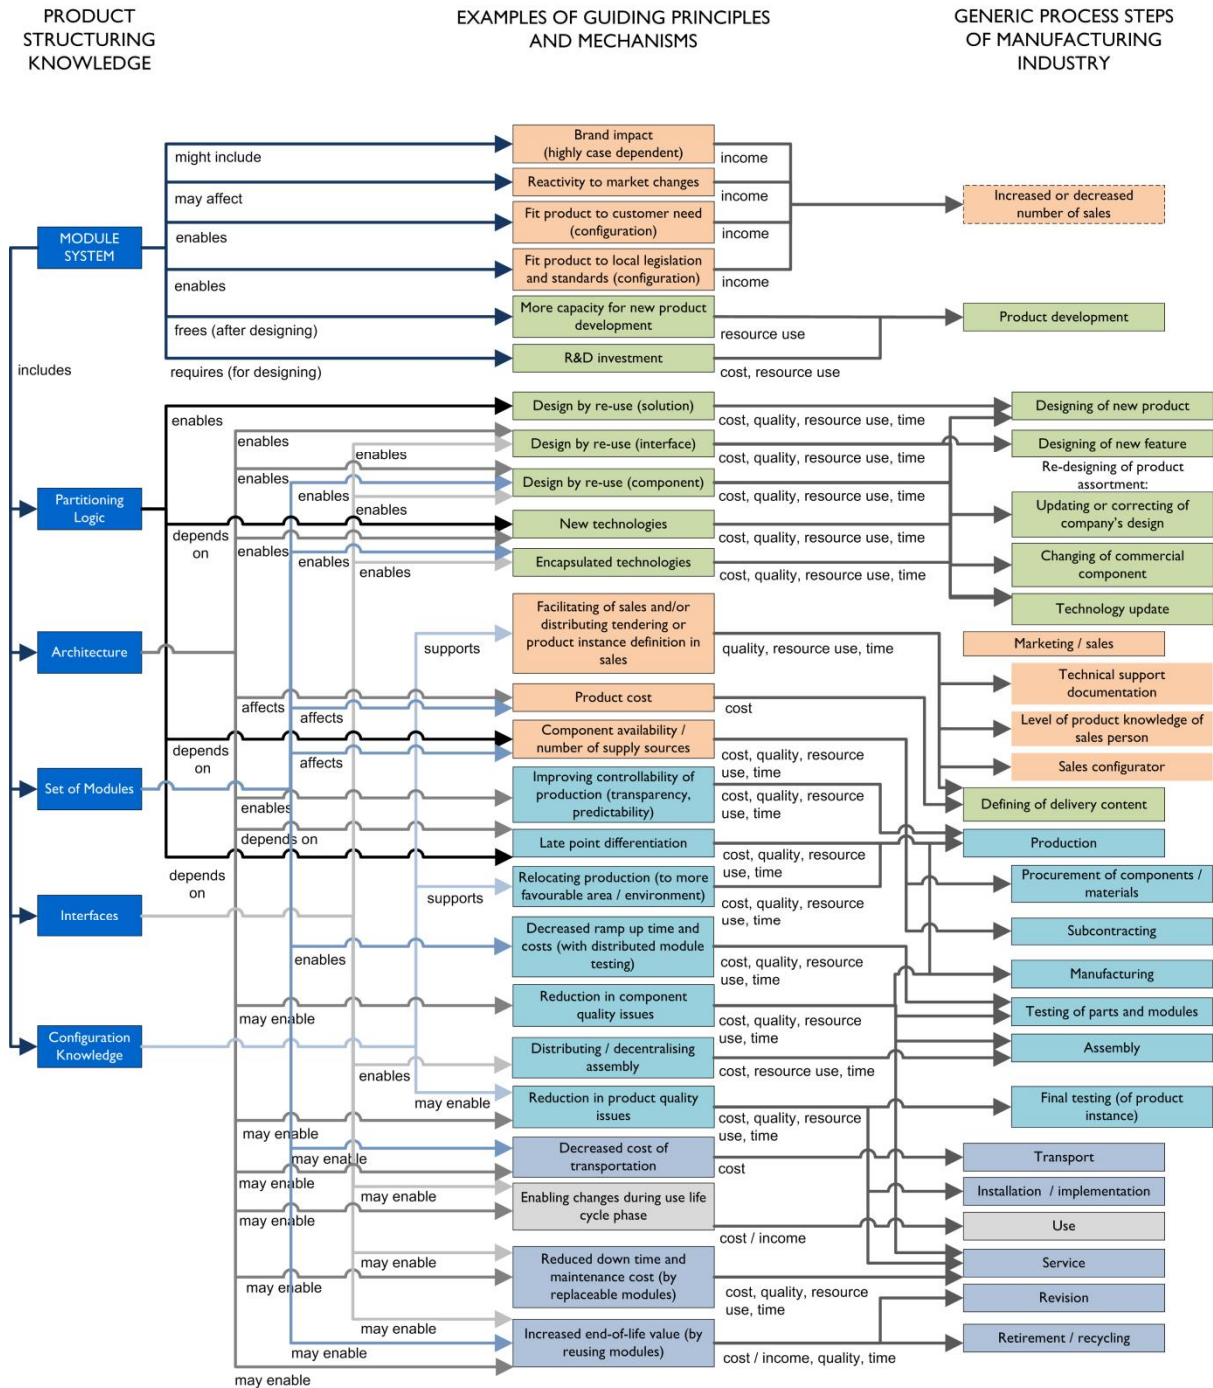 PRODUCT
STRUCTURING
KNOWLEDGE
EXAMPLES OF GUIDING PRINCIPLES
AND MECHANISMS
GENERIC PROCESS STEPS
OF MANUFACTURING
INDUSTRY
MODULE
SYSTEM
includes
Partitioning
Logic
Architecture
Set of Modules
Interfaces
Configuration
Knowledge
might include
may affect
enables
enables
frees (after designing)
requires (for designing)
enables
enables
enables
enables
enables
enables
depends
on
enables
enables
enables
supports
affects
affects
depends
on
affects
enables
depends on
depends
on
supports
enables
may enable
enables
may enable
may enable
may enable
may enable
may enable
may enable
may enable
may enable
may enable
may enable
may enable
Brand impact
(highly case dependent)
Reactivity to market changes
Fit product to customer need
(configuration)
Fit product to local legislation
and standards (configuration)
More capacity for new product
development
R&D investment
Design by re-use (solution)
Design by re-use (interface)
Design by re-use (component)
New technologies
Encapsulated technologies
Facilitating of sales and/or
distributing tendering or
product instance definition in
sales
Product cost
Component availability /
number of supply sources
Improving controllability of
production (transparency,
predictability)
Late point differentiation
Relocating production (to more
favourable area / environment)
Decreased ramp up time and
costs (with distributed module
testing)
Reduction in component
quality issues
Distributing / decentralising
assembly
Reduction in product quality
issues
Decreased cost of
transportation
Enabling changes during use life
cycle phase
Reduced down time and
maintenance cost (by
replaceable modules)
Increased end-of-life value (by
reusing modules)
income
income
income
income
resource use
cost, resource use
cost, quality, resource use, time
cost, quality, resource use, time
cost, quality, resource use, time
cost, quality, resource use, time
cost, quality, resource use, time
quality, resource use, time
cost
cost, quality, resource
use, time
cost, quality, resource
use, time
cost, quality, resource
use, time
cost, quality, resource
use, time
cost, quality, resource
use, time
cost, quality, resource
use, time
cost, resource use, time
cost, quality, resource
use, time
cost
cost / income
cost, quality, resource
use, time
cost / income, quality, time
Increased or decreased
number of sales
Product development
Designing of new product
Designing of new feature
Re-designing of product
assortment:
Updating or correcting of
company's design
Changing of commercial
component
Technology update
Marketing / sales
Technical support
documentation
Level of product knowledge of
sales person
Sales configurator
Defining of delivery content
Production
Procurement of components /
materials
Subcontracting
Manufacturing
Testing of parts and modules
Assembly
Final testing (of product
instance)
Transport
Installation / implementation
Use
Service
Revision
Retirement / recycling